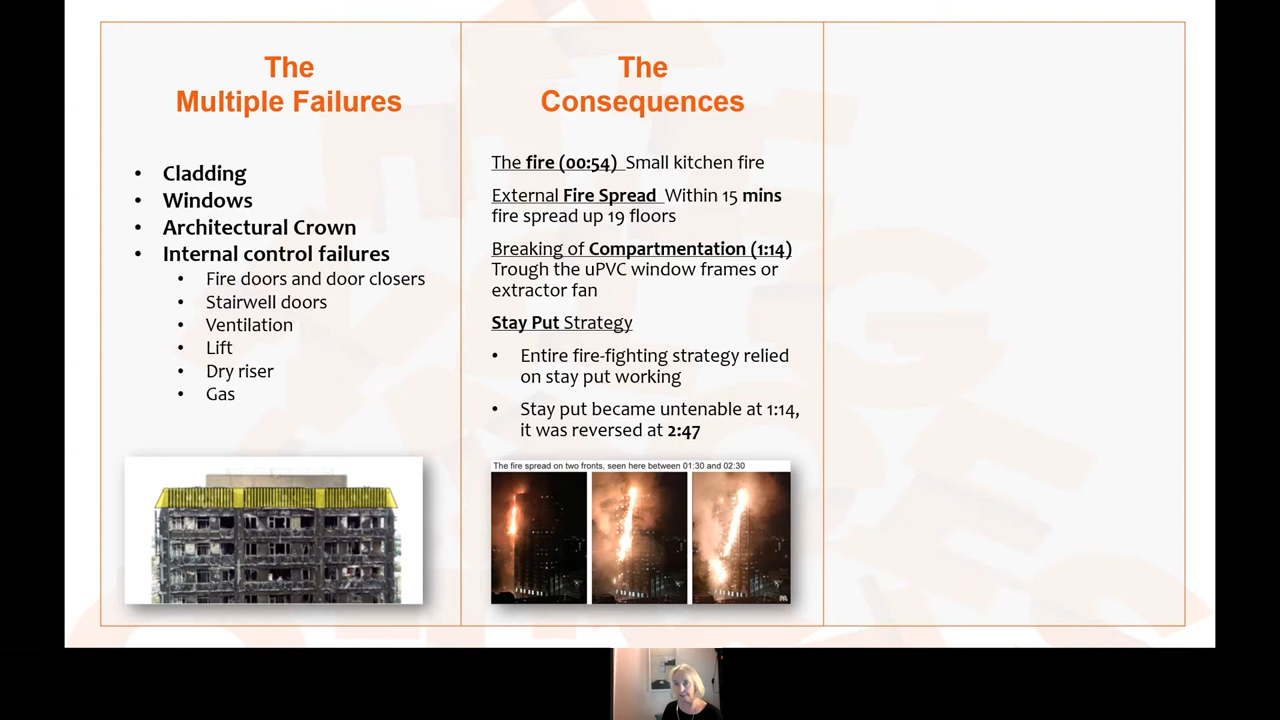 The
Multiple Failures
• Cladding
• Windows
• Architectural Crown
• Internal control failures
• Fire doors and door closers
• Stairwell doors
• Ventilation
• Lift
• Dry riser
• Gas
The
Consequences
The fire (00:54) Small kitchen fire
External Fire Spread Within 15 mins
fire spread up 19 floors
Breaking of Compartmentation (1:14)
Trough the uPVC window frames or
extractor fan
Stay Put Strategy
• Entire fire-fighting strategy relied
on stay put working
• Stay put became untenable at 1:14,
it was reversed at 2:47
The fire spread on two fronts, seen here between 01:30 and 02:30
PA